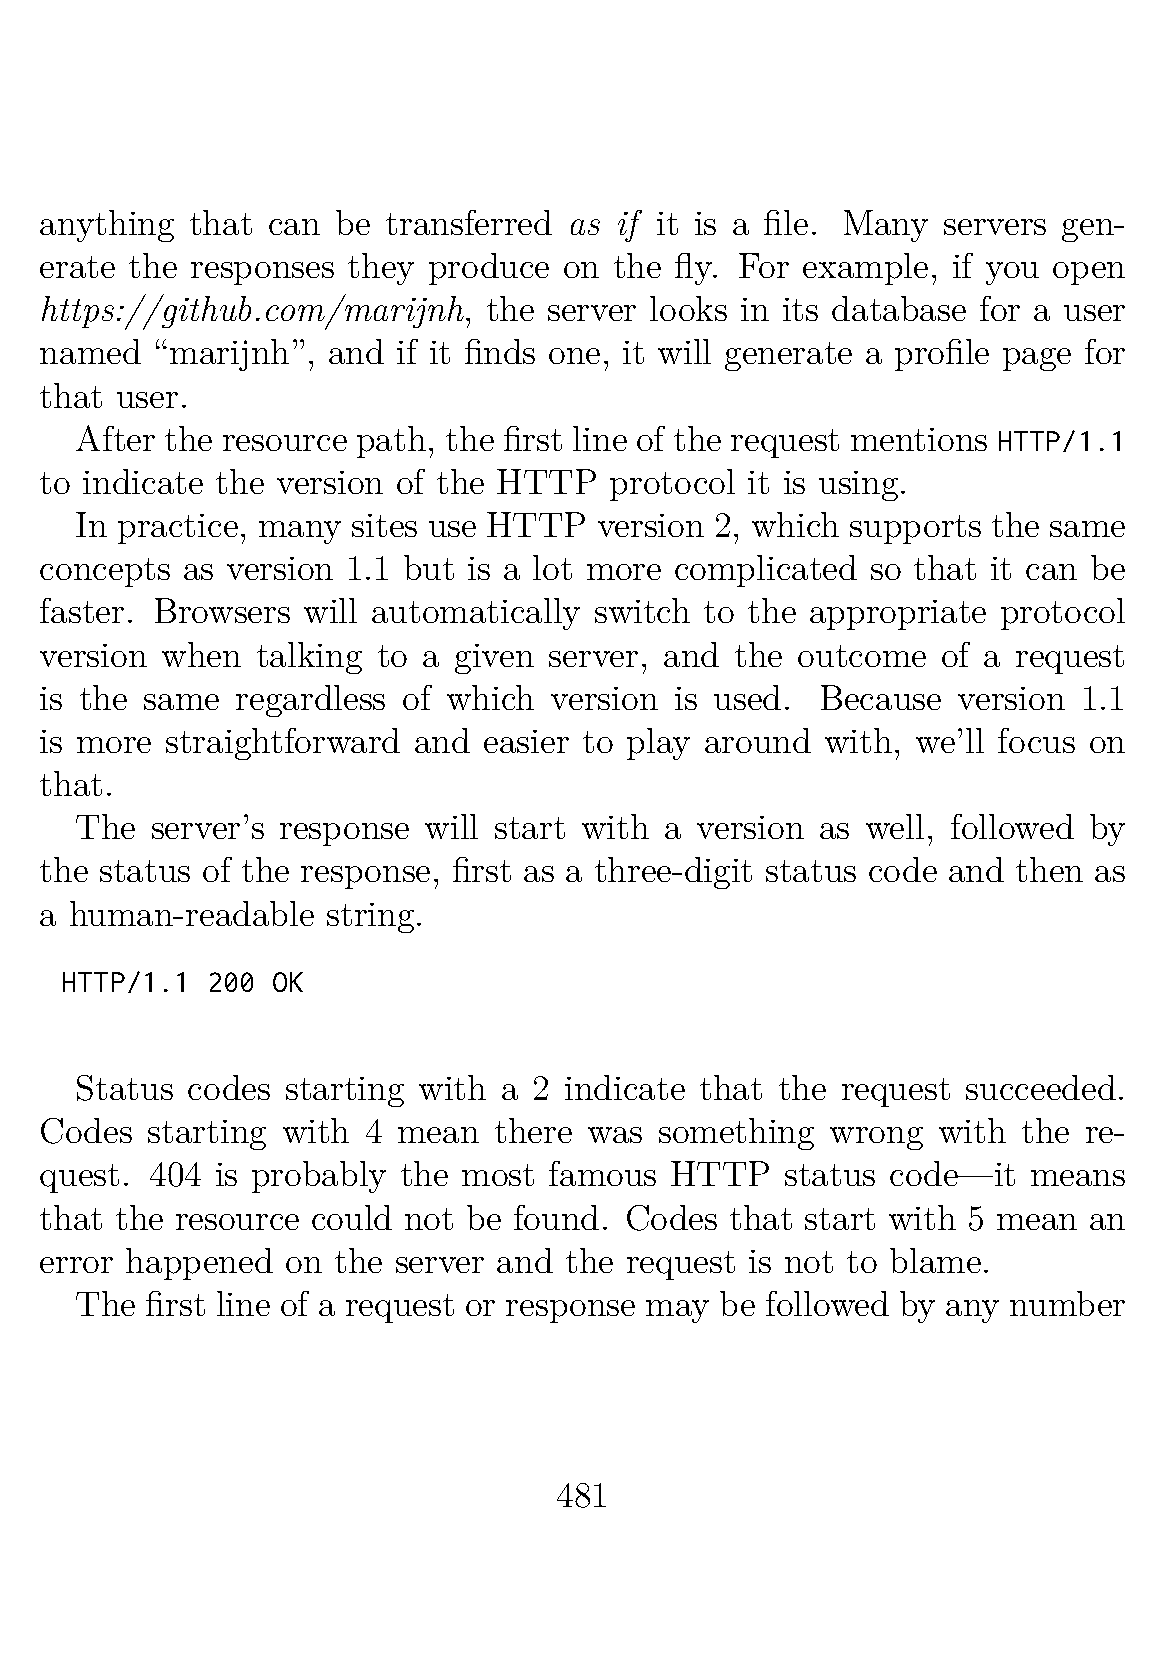 anything that can be transferred as if it is a file. Many servers gen-
erate the responses they produce on the fly. For example, if you open
https://github.com/marijnh, the server looks in its database for a user
named “marijnh”, and if it finds one, it will generate a profile page for
that user.
After the resource path, the first line of the request mentions HTTP/1.1
to indicate the version of the HTTP protocol it is using.
In practice, many sites use HTTP version 2, which supports the same
concepts as version 1.1 but is a lot more complicated so that it can be
faster. Browsers will automatically switch to the appropriate protocol
version when talking to a given server, and the outcome of a request
is the same regardless of which version is used. Because version 1.1
is more straightforward and easier to play around with, we’ll focus on
that.
The server’s response will start with a version as well, followed by
the status of the response, first as a three-digit status code and then as
a human-readable string.
HTTP/1.1 200 OK
Status codes starting with a 2 indicate that the request succeeded.
Codes starting with 4 mean there was something wrong with the re-
quest. 404 is probably the most famous HTTP status code—it means
that the resource could not be found. Codes that start with 5 mean an
error happened on the server and the request is not to blame.
The first line of a request or response may be followed by any number
481